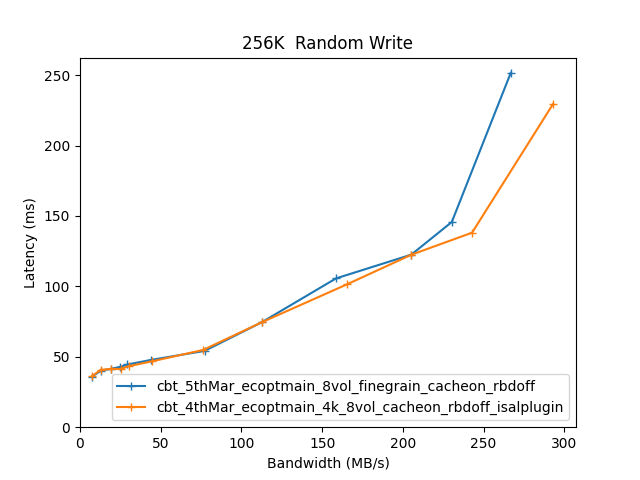 256K  Random Write
250
200
150
100
50
0
Latency (ms)
cbt_5thMar_ecoptmain_8vol_finegrain_cacheon_rbdoff
cbt_4thMar_ecoptmain_4k_8vol_cacheon_rbdoff_isalplugin
0 50 100 150 200 250 300
Bandwidth (MB/s)